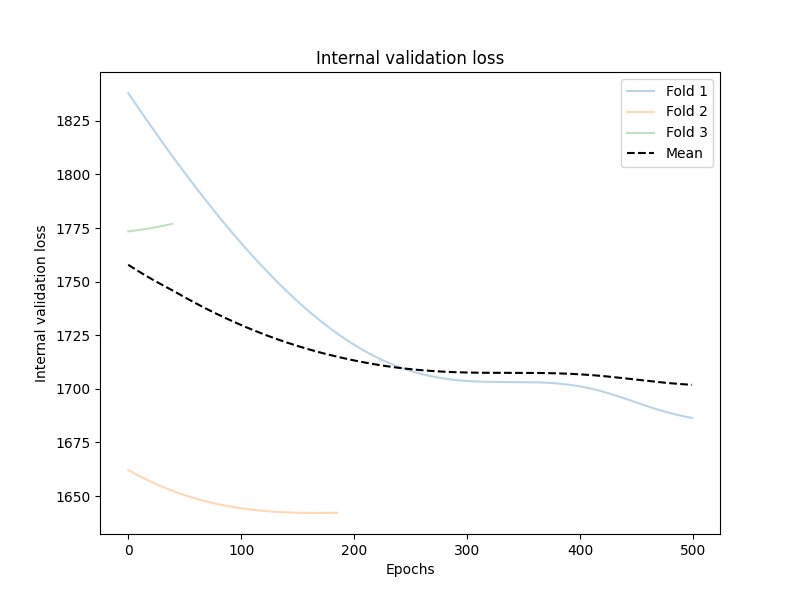 Internal validation loss
Fold 1
Fold 2
Fold 3
Mean
Internal validation loss
1825
1800
1775
1750
1725
1700
1675
1650
0 100 200 300 400 500
Epochs